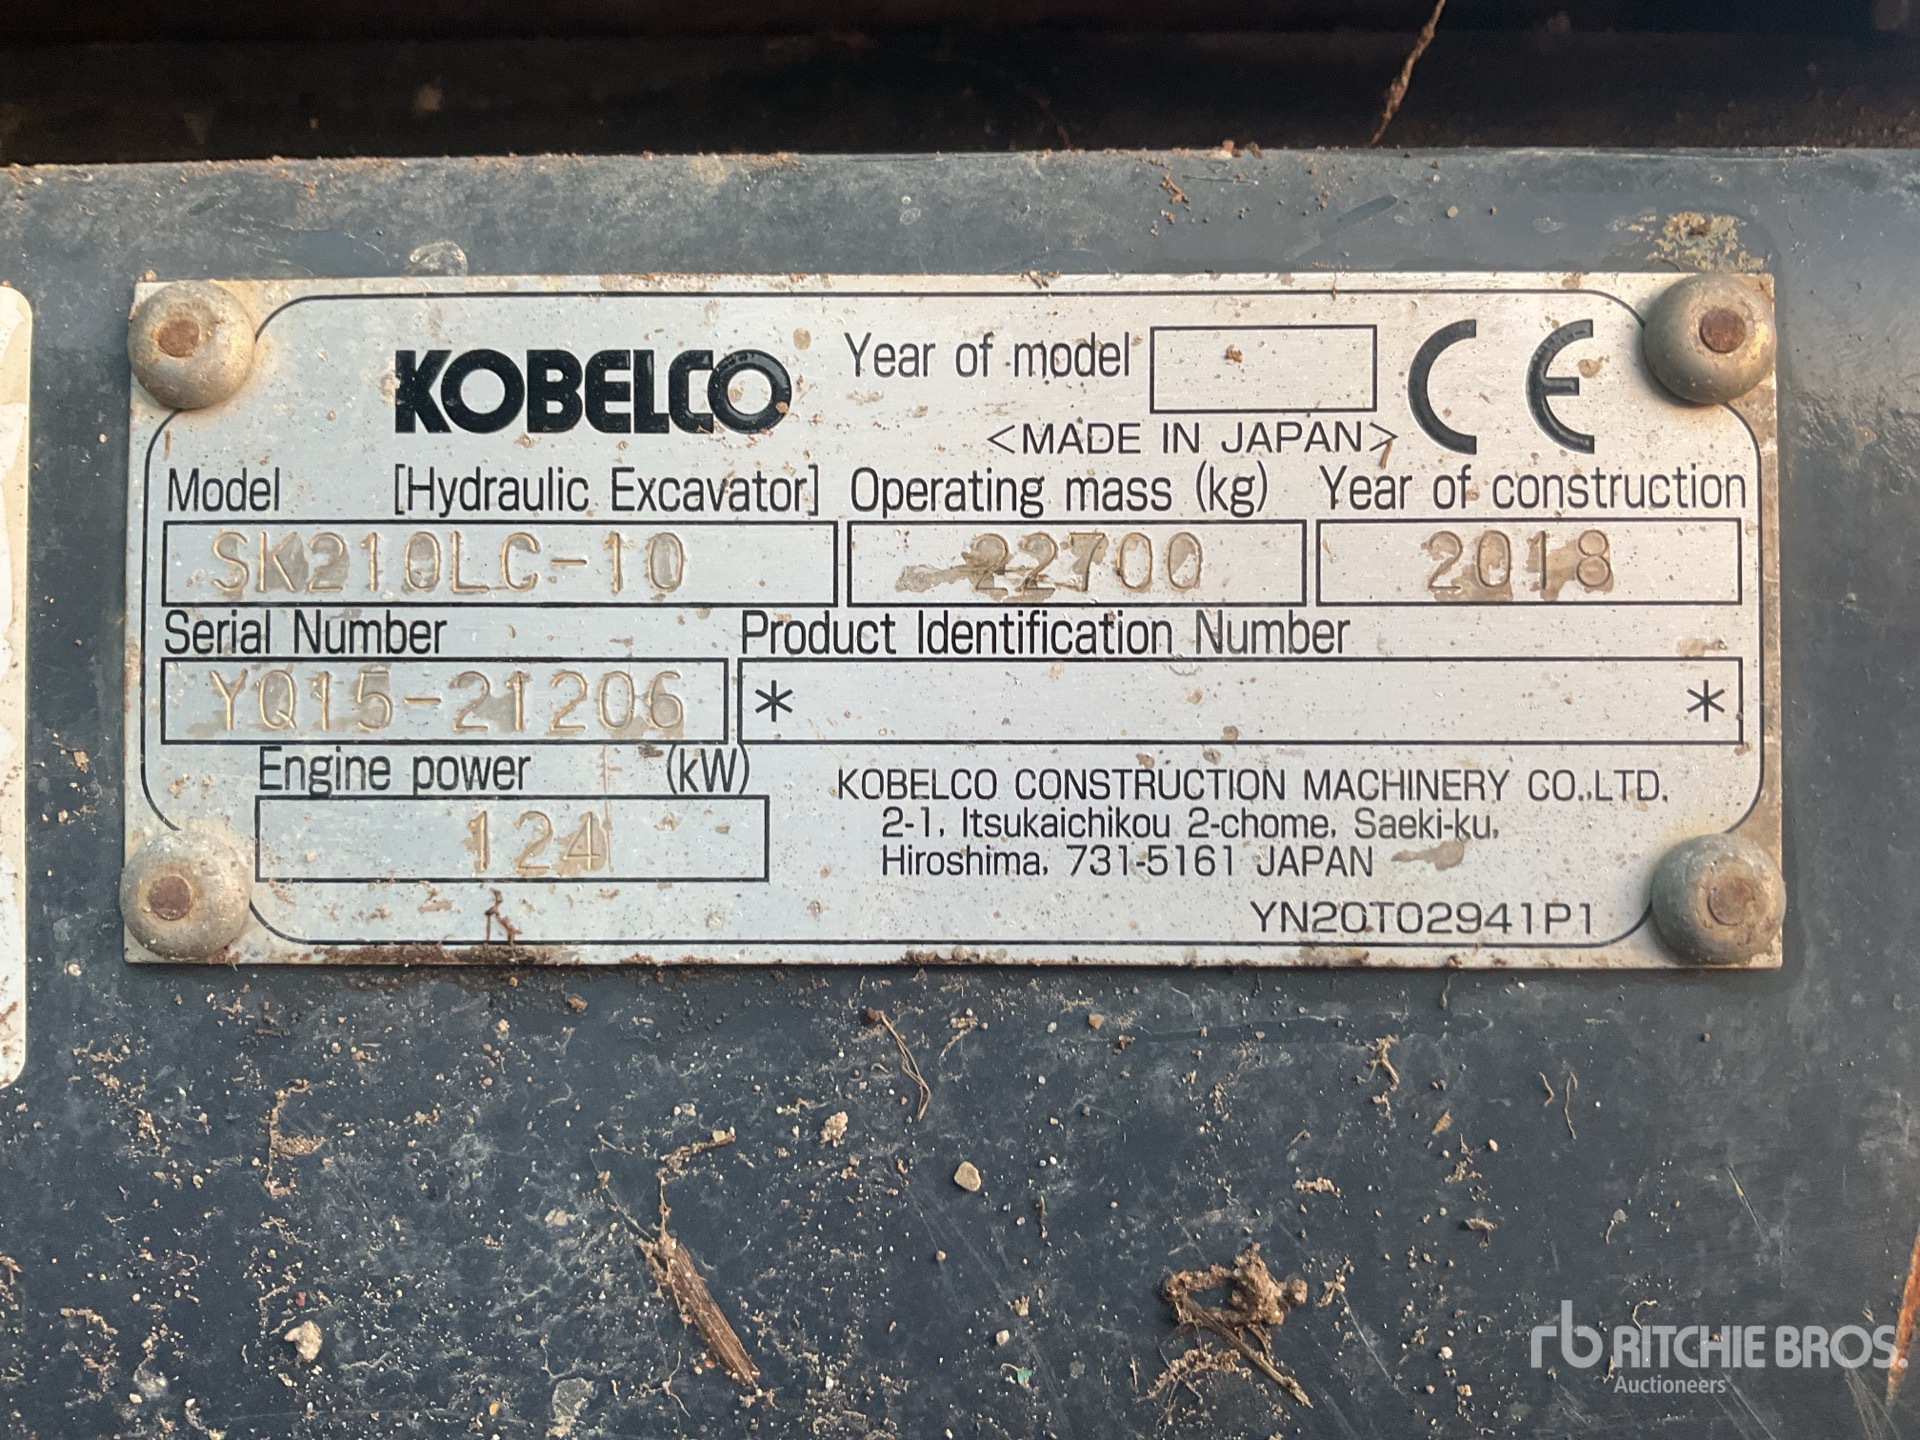 KOBELCO
Year of model
CE
<MADE IN JAPAN>
Model [Hydraulic Excavator] Operating mass (kg) Year of construction
SK210LC-10 22700 2018
Serial Number Product Identification Number
YQ15-21206 * *
Engine power (kW)
124
KOBELCO CONSTRUCTION MACHINERY CO.,LTD.
2-1, Itsukaichikou 2-chome, Saeki-ku,
Hiroshima, 731-5161 JAPAN
YN20T02941P1
rb RITCHIE BROS.
Auctioneers